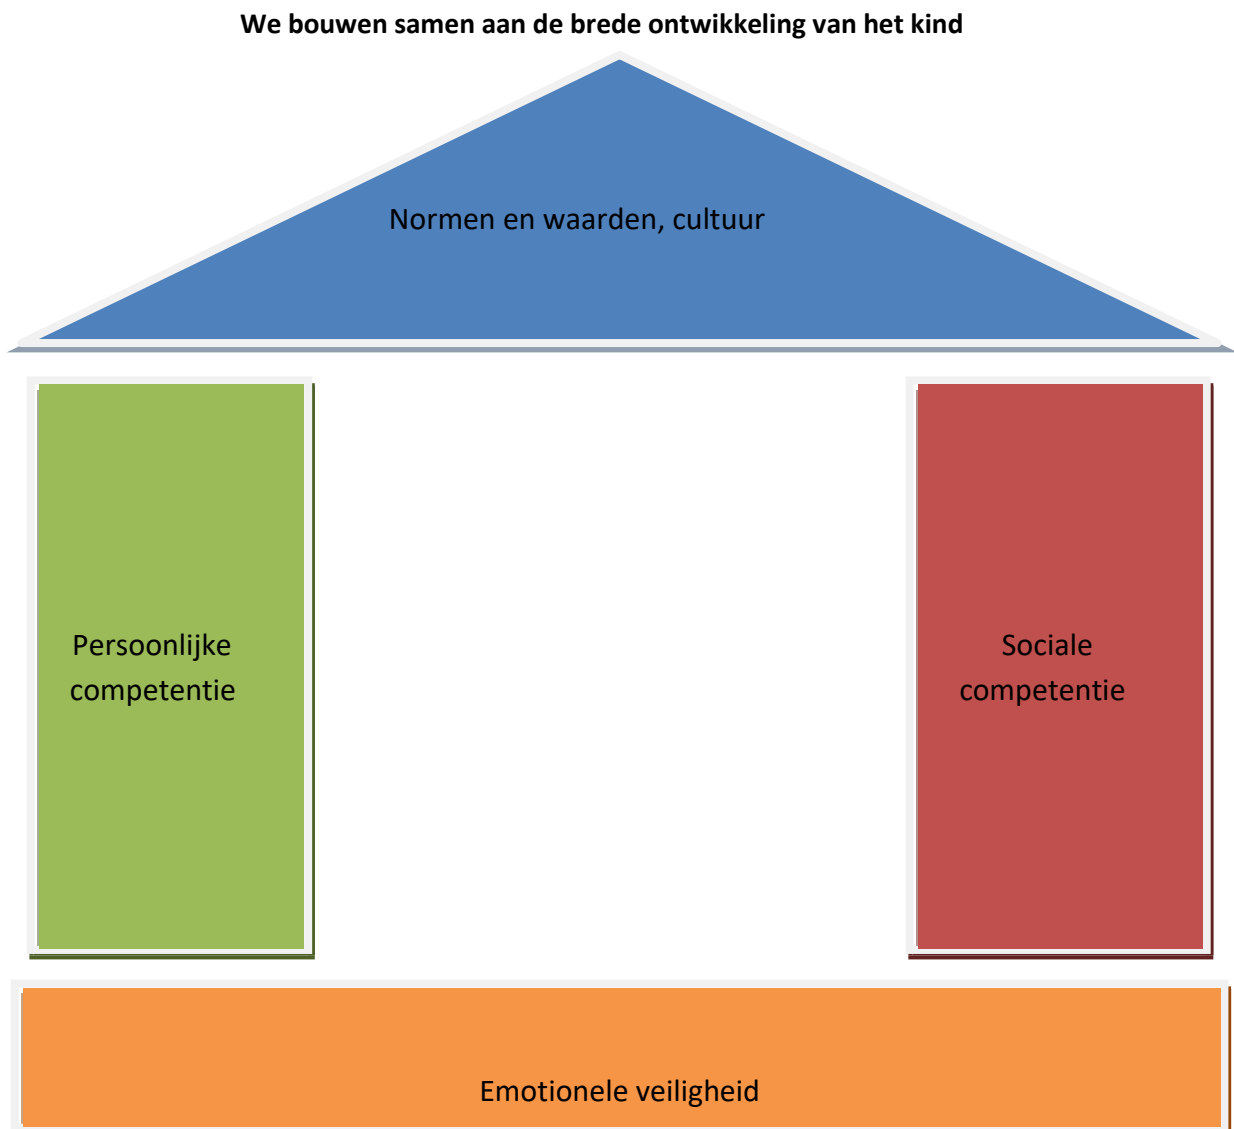 We bouwen samen aan de brede ontwikkeling van het kind
Normen en waarden, cultuur
Persoonlijke
competentie
Sociale
competentie
Emotionele veiligheid